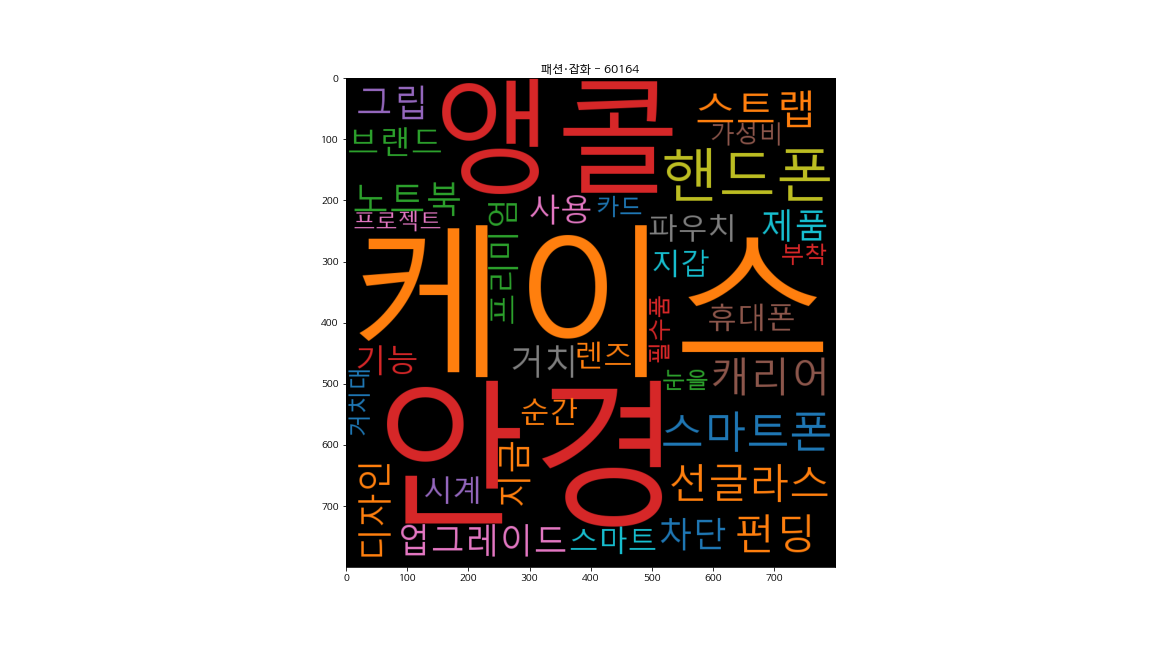 패션·잡화 - 60164
0
100
200
300
400
500
600
700
그립
앵콜
스트랩
브랜드
가성비
핸드폰
노트북
프로젝트
프리미엄
사용
카드
파우치
제품
지갑
부착
케이스
휴대폰
필수품
기능
거치
렌즈
눈을
캐리어
거치대
안경
순간
스마트폰
지금
디자인
시계
선글라스
업그레이드
스마트
차단
펀딩
0 100 200 300 400 500 600 700